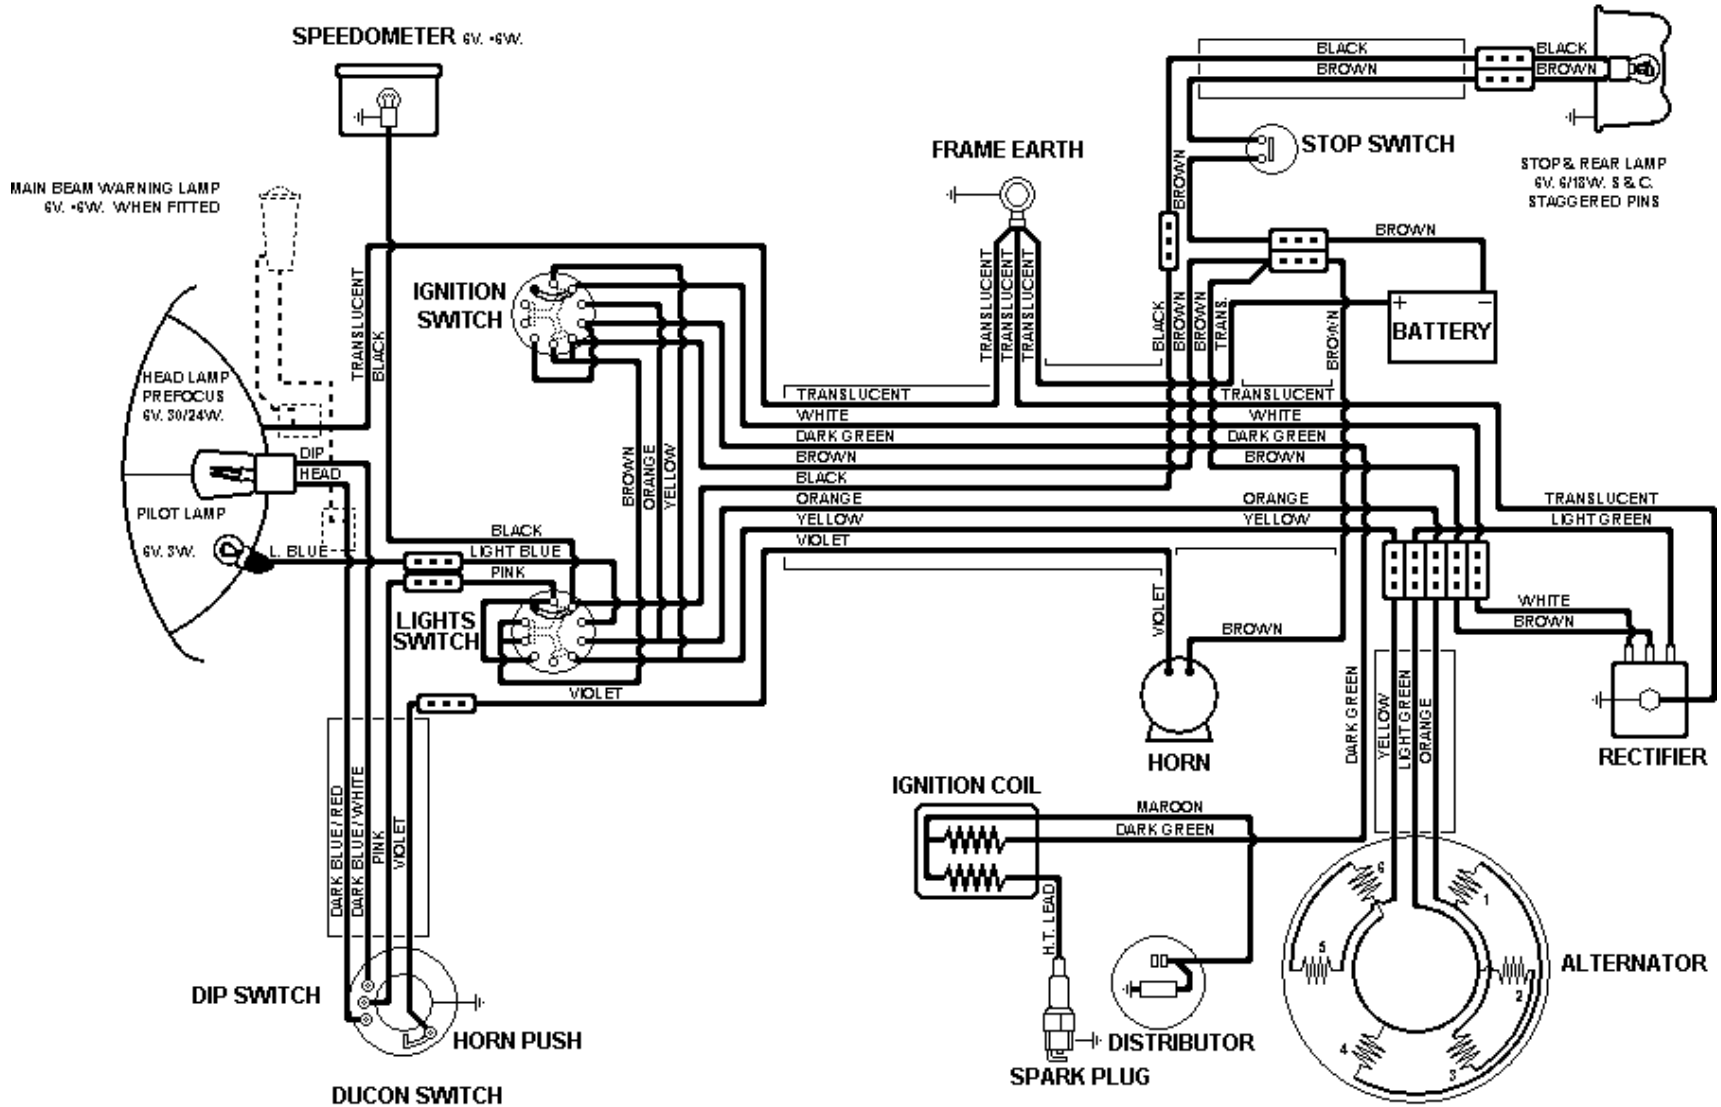 SPEEDOMETER 6V. •6W.
BLACK
BLACK
BROWN
BROWN
STOP SWITCH
FRAME EARTH
STOP & REAR LAMP
6V. 6/18W. S & C.
STAGGERED PINS
MAIN BEAM WARNING LAMP
6V. •6W. WHEN FITTED
BROWN
BROWN
IGNITION
SWITCH
TRANSLUCENT
BLACK
TRANSLUCENT
TRANSLUCENT
TRANSLUCENT
BLACK
BROWN
BROWN
TRANS.
BROWN
+
-
BATTERY
HEAD LAMP
PREFOCUS
6V. 30/24W.
TRANSLUCENT
TRANSLUCENT
WHITE
WHITE
DARK GREEN
DARK GREEN
BROWN
BROWN
BLACK
ORANGE
ORANGE
YELLOW
YELLOW
VIOLET
BROWN
ORANGE
YELLOW
DIP
HEAD
TRANSLUCENT
LIGHT GREEN
PILOT LAMP
6V. 3W.
L. BLUE
BLACK
LIGHT BLUE
PINK
LIGHTS
SWITCH
VIOLET
VIOLET
BROWN
WHITE
BROWN
HORN
RECTIFIER
DARK GREEN
YELLOW
LIGHT GREEN
ORANGE
DARK BLUE/RED
DARK BLUE/WHITE
PINK
VIOLET
IGNITION COIL
MAROON
DARK GREEN
H.T. LEAD
6
1
5
2
4
3
ALTERNATOR
DIP SWITCH
HORN PUSH
DISTRIBUTOR
SPARK PLUG
DUCON SWITCH